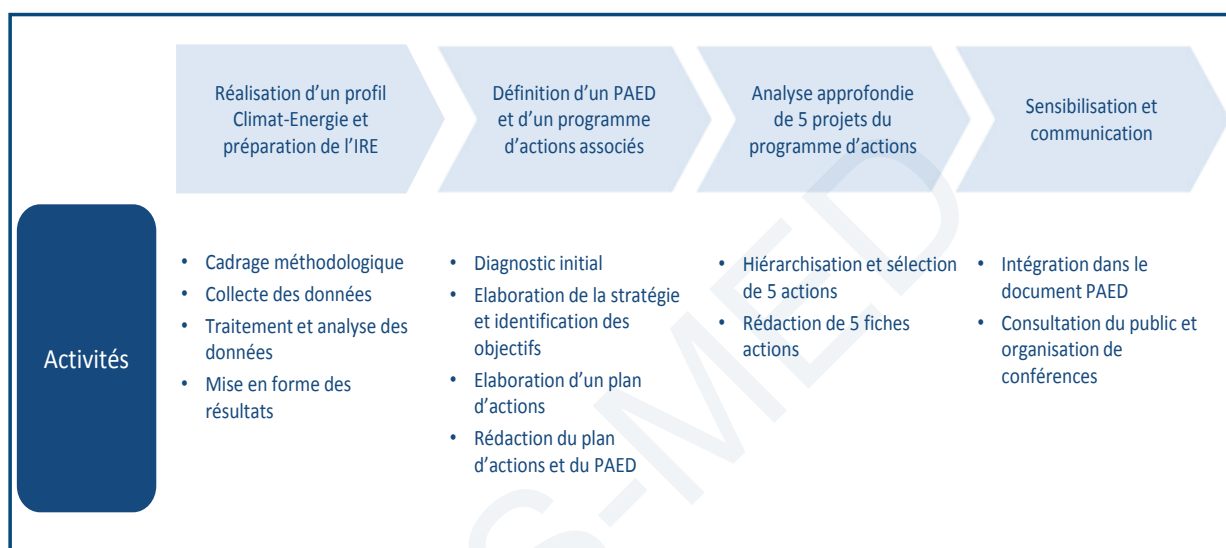 Réalisation d'un profil
Climat-Energie et
préparation de l'IRE
Définition d'un PAED
et d'un programme
d'actions associés
Analyse approfondie
de 5 projets du
programme d'actions
Sensibilisation et
communication
Activités
• Cadrage méthodologique
• Collecte des données
• Traitement et analyse des
données
• Mise en forme des
résultats
• Diagnostic initial
• Elaboration de la stratégie
et identification des
objectifs
• Elaboration d'un plan
d'actions
• Rédaction du plan
d'actions et du PAED
• Hiérarchisation et sélection
de 5 actions
• Rédaction de 5 fiches
actions
• Intégration dans le
document PAED
• Consultation du public et
organisation de
conférences
S-MED